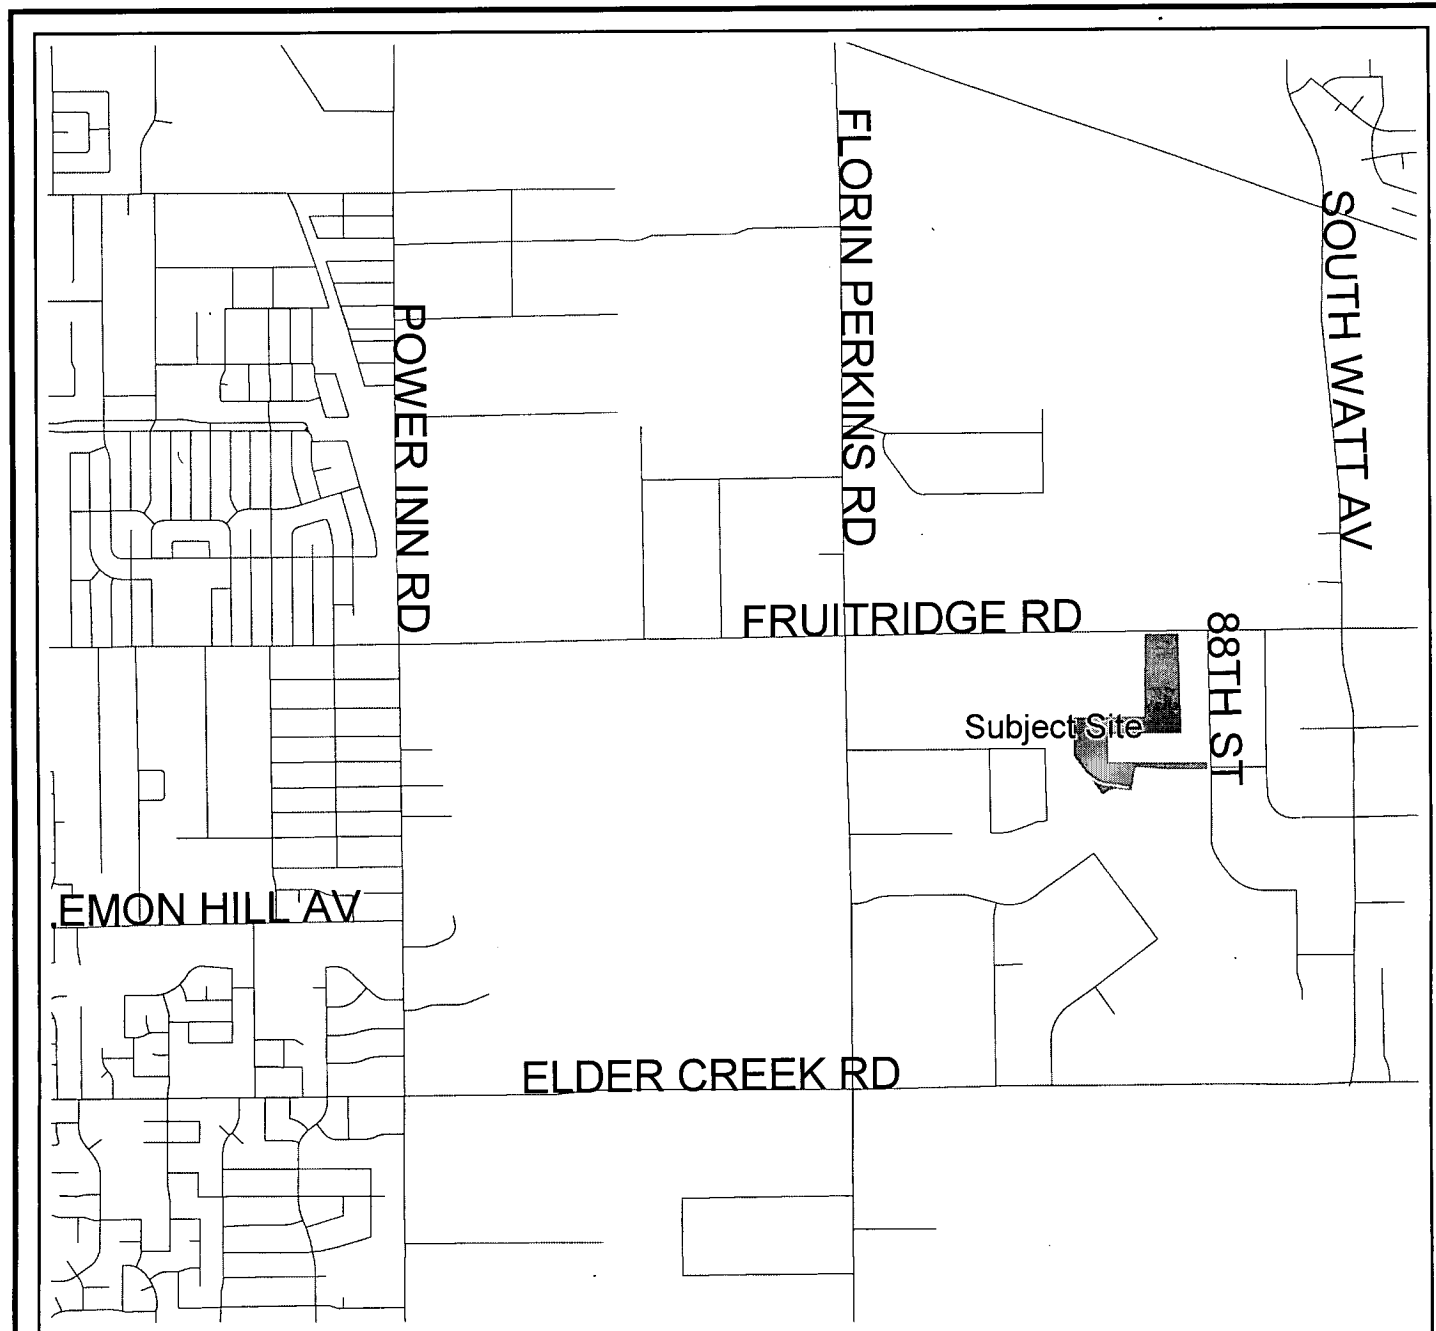 FLORIN PERKINS RD
SOUTH WATT AV
POWER INN RD
FRUITRIDGE RD
88TH ST
Subject Site
EMON HILL AV
ELDER CREEK RD